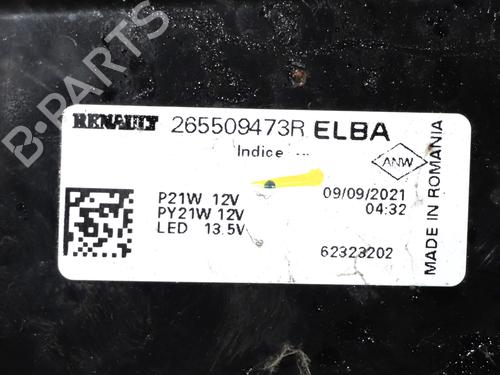 RENAULT 265509473R ELBA
Indice
ANW
P21W 12V
PY21W 12V
LED 13.5V
09/09/2021
04:32
62323202
MADE IN ROMANIA
B-PARTS